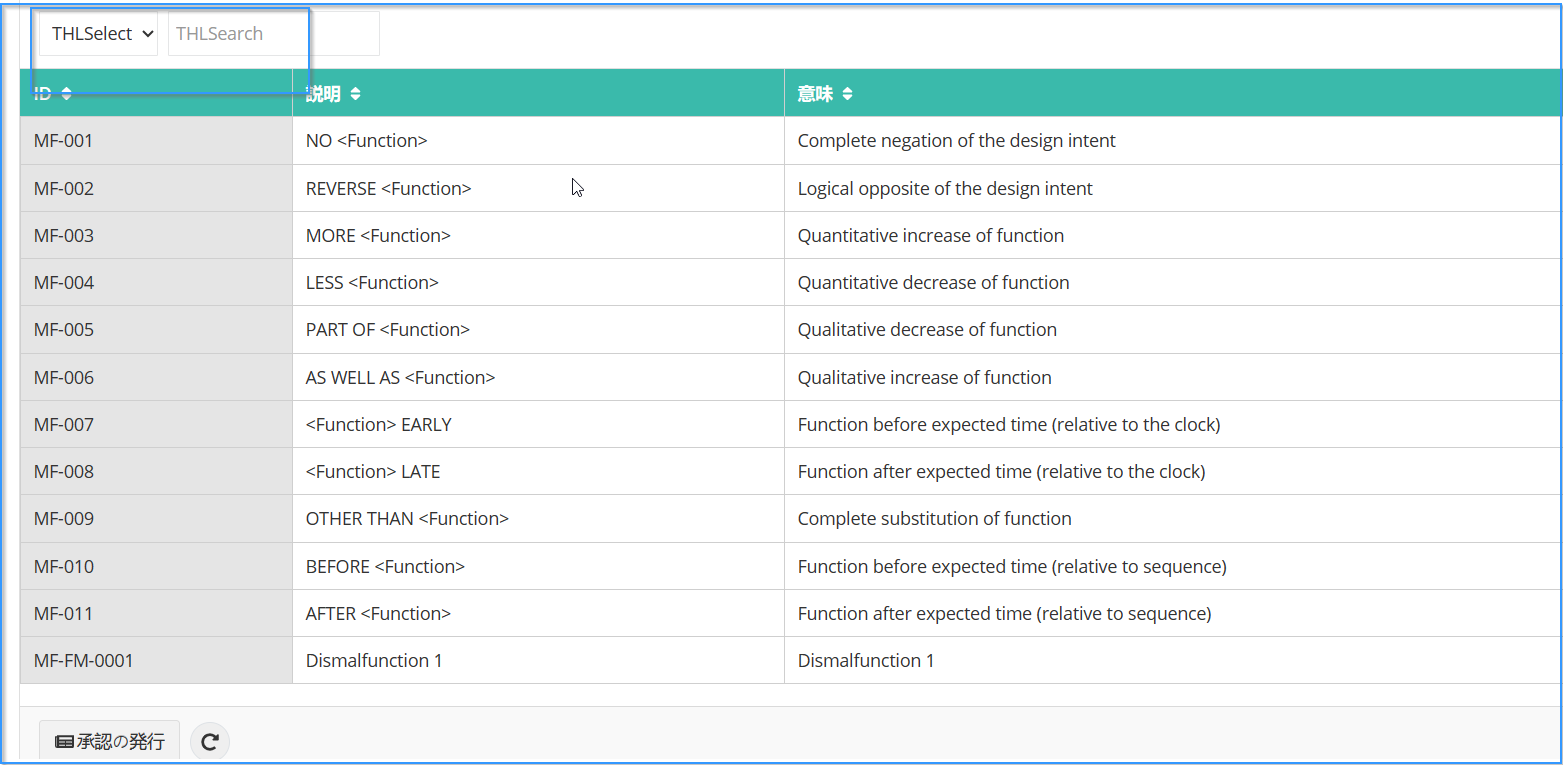 THLSelect THLSearch
ID 説明 意味
MF-001 NO <Function> Complete negation of the design intent
MF-002 REVERSE <Function> Logical opposite of the design intent
MF-003 MORE <Function> Quantitative increase of function
MF-004 LESS <Function> Quantitative decrease of function
MF-005 PART OF <Function> Qualitative decrease of function
MF-006 AS WELL AS <Function> Qualitative increase of function
MF-007 <Function> EARLY Function before expected time (relative to the clock)
MF-008 <Function> LATE Function after expected time (relative to the clock)
MF-009 OTHER THAN <Function> Complete substitution of function
MF-010 BEFORE <Function> Function before expected time (relative to sequence)
MF-011 AFTER <Function> Function after expected time (relative to sequence)
MF-FM-0001 Dismalfunction 1 Dismalfunction 1
承認の発行